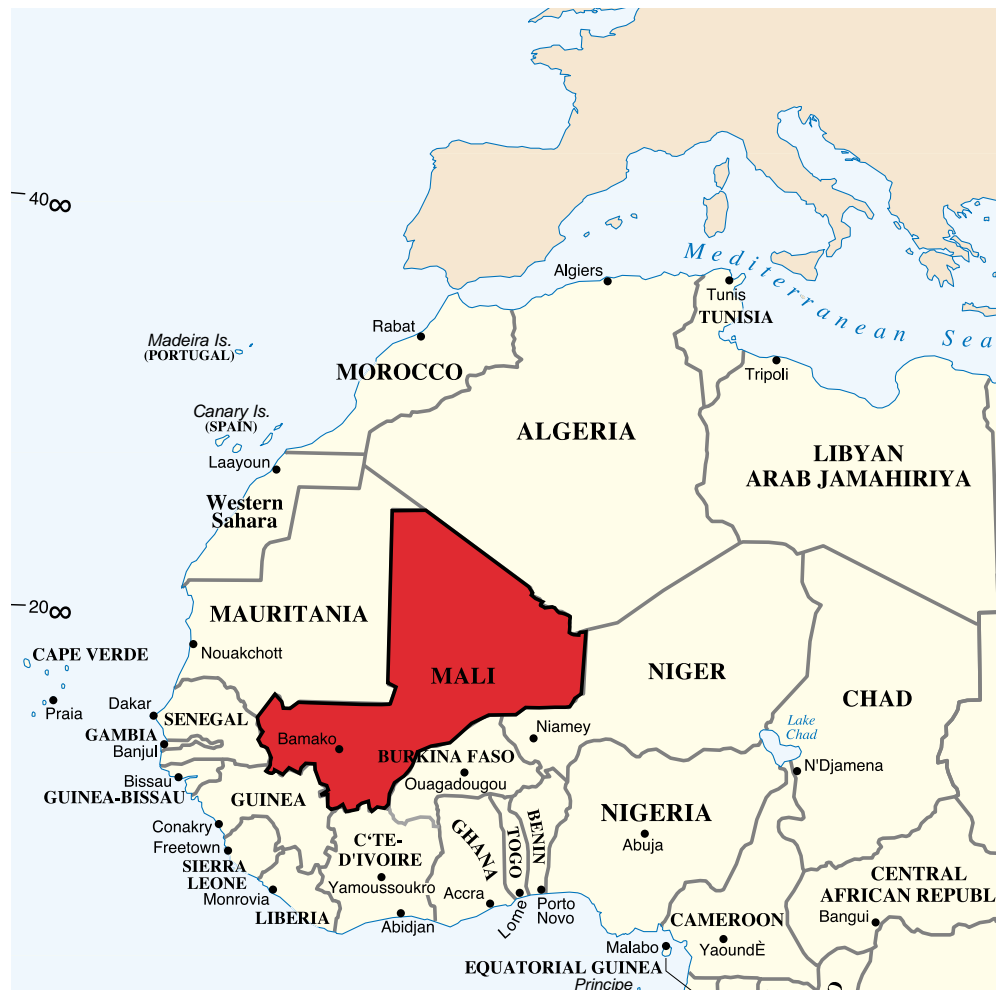 40∞
Mediterranean Sea
Algiers
Tunis
TUNISIA
Rabat
Madeira Is.
(PORTUGAL)
MOROCCO
Tripoli
Canary Is.
(SPAIN)
ALGERIA
Laayoun
LIBYAN
ARAB JAMAHIRIYA
Western
Sahara
20∞
MAURITANIA
CAPE VERDE
Nouakchott
MALI
NIGER
CHAD
Praia
Dakar
SENEGAL
GAMBIA
Banjul
Bamako
Niamey
Lake
Chad
BURKINA FASO
Ouagadougou
N'Djamena
Bissau
GUINEA-BISSAU
GUINEA
NIGERIA
Abuja
Conakry
Freetown
SIERRA
LEONE
Monrovia
LIBERIA
C‘TE-
D'IVOIRE
Yamoussoukro
Abidjan
GHANA
Accra
TOGO
Lome
BENIN
Porto
Novo
CENTRAL
AFRICAN REPUBL
Bangui
CAMEROON
YaoundÈ
Malabo
EQUATORIAL GUINEA
Principe